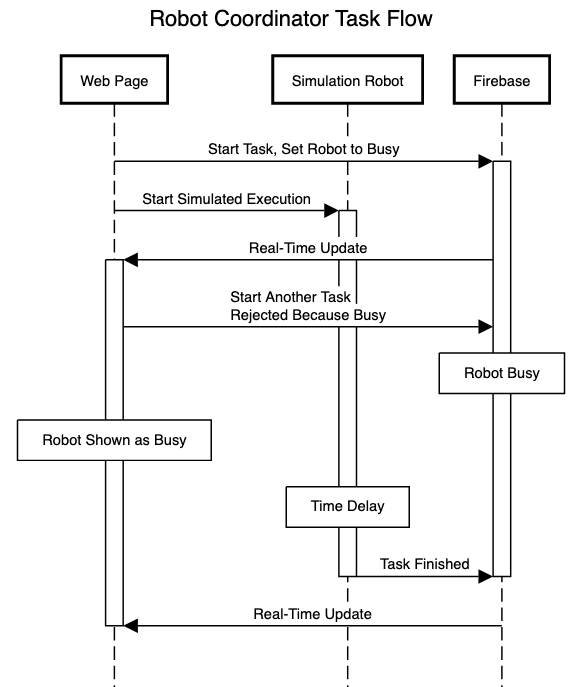 Robot Coordinator Task Flow
Web Page
Simulation Robot
Firebase
Start Task, Set Robot to Busy
Start Simulated Execution
Real-Time Update
Start Another Task
Rejected Because Busy
Robot Busy
Robot Shown as Busy
Time Delay
Task Finished
Real-Time Update